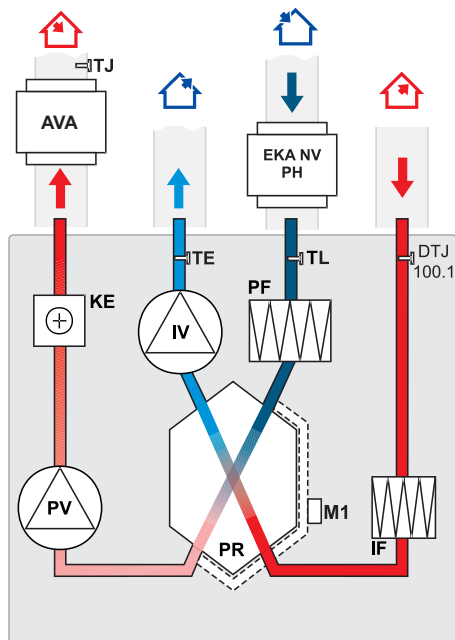 TJ
AVA
EKA NV
PH
TE
TL
DTJ
100.1
KE
IV
PF
PV
M1
PR
IF